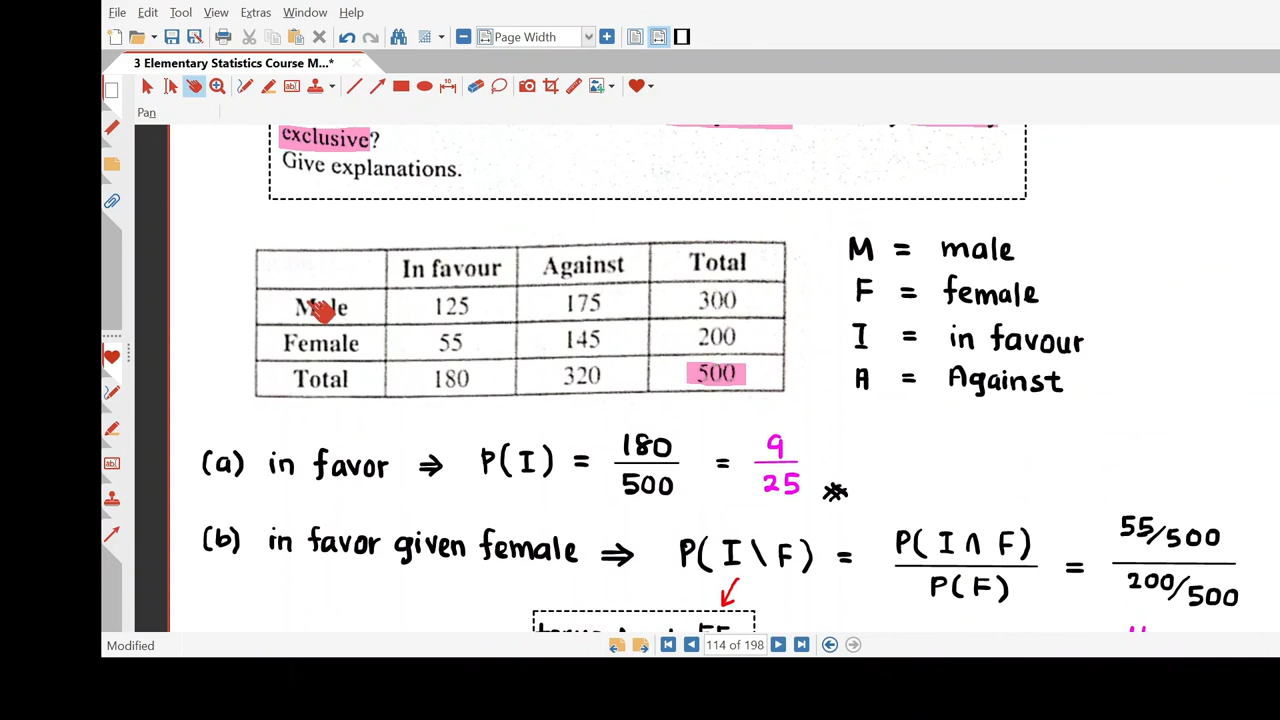 File Edit Tool View Extras Window Help
Page Width
3 Elementary Statistics Course M...*
Pan
exclusive?
Give explanations.
In favour Against Total
Male 125 175 300
Female 55 145 200
Total 180 320 500
M = male
F = female
I = in favour
A = Against
(a) in favor ⇒ P(I) = 180/500 = 9/25 *
(b) in favor given female ⇒ P(I \ F) = P(I ∩ F)/P(F) = 55/500 / 200/500
55
Modified
114 of 198